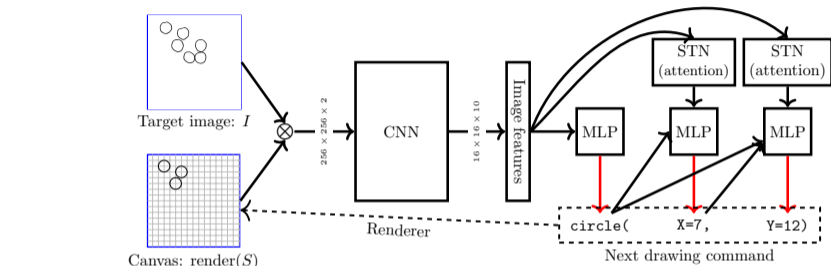 Target image: I
Canvas: render(S)
256 × 256 × 2
CNN
16 × 16 × 10
Image features
STN
(attention)
STN
(attention)
MLP
MLP
MLP
circle( X=7, Y=12)
Next drawing command
Renderer